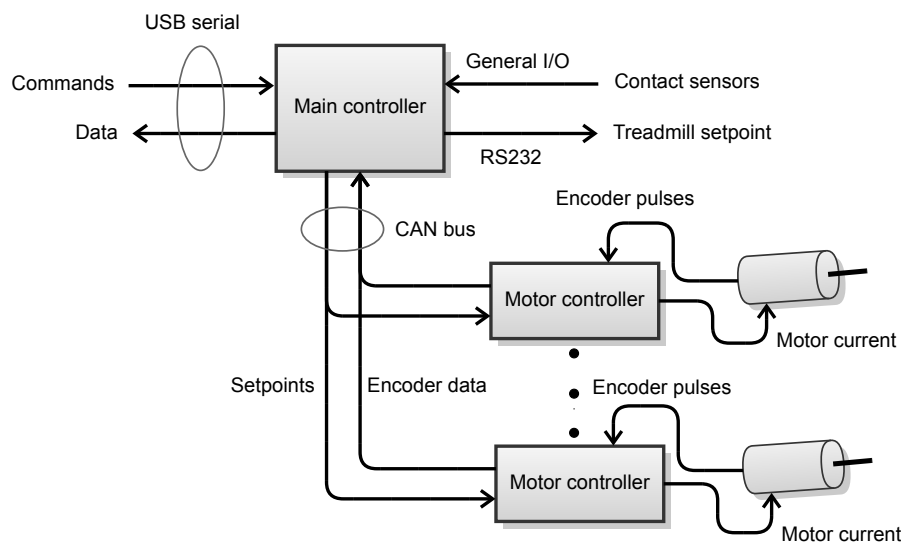 USB serial
General I/O
Commands
Main controller
Contact sensors
Data
Treadmill setpoint
RS232
Encoder pulses
CAN bus
Motor controller
Motor current
Setpoints
Encoder data
Encoder pulses
Motor controller
Motor current